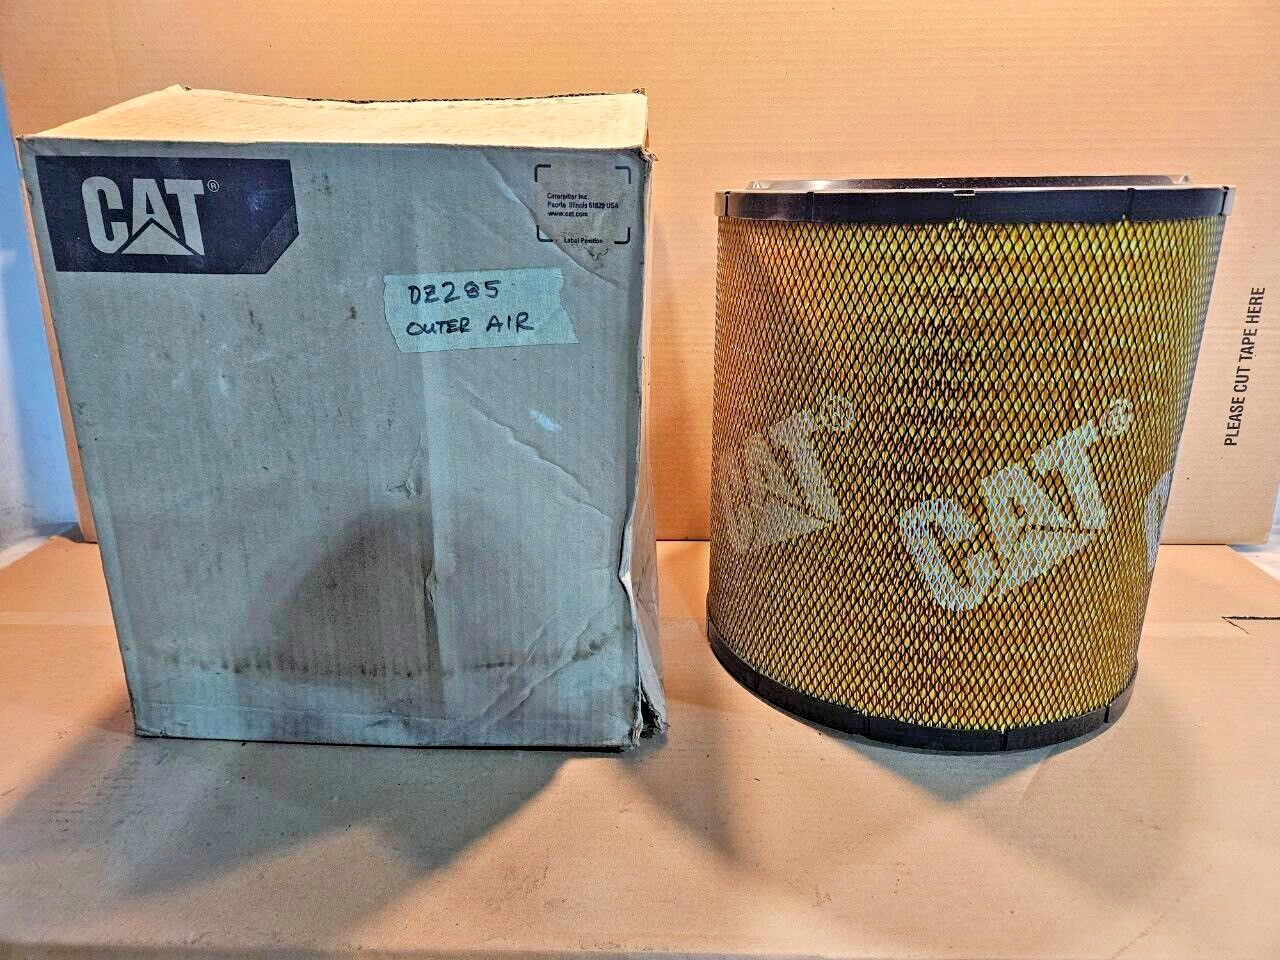 CAT®
Caterpillar Inc.
Peoria, Illinois 61629 USA
www.cat.com
Label Position
DZ285
OUTER AIR
CAT®
CAT®
PLEASE CUT TAPE HERE